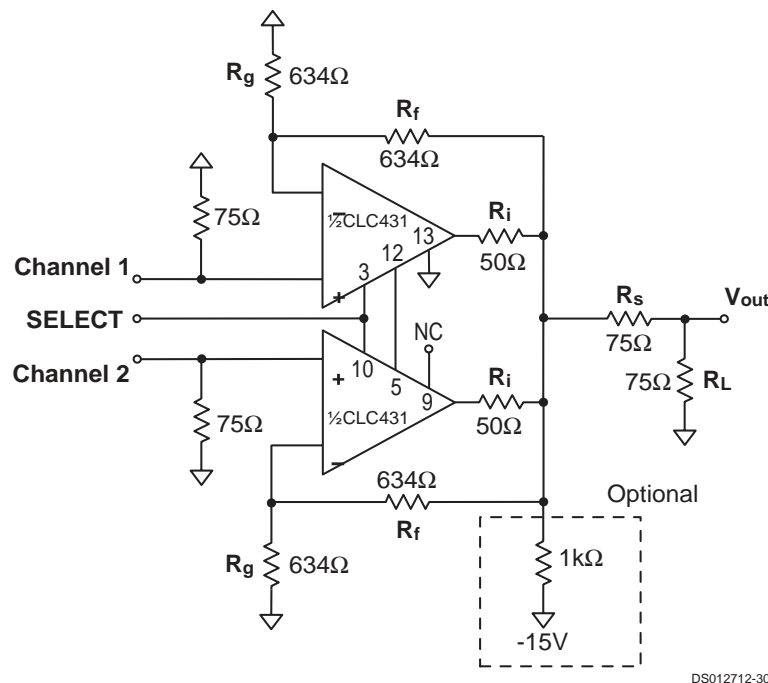 Rg 634Ω
Rf
634Ω
75Ω
½CLC431
Ri
50Ω
13
12
3
Channel 1
+
SELECT
Rs
75Ω
Vout
NC
Channel 2
+
10
5
9
Ri
50Ω
75Ω
RL
75Ω
½CLC431
−
634Ω
Rf
Optional
Rg 634Ω
1kΩ
-15V
DS012712-30